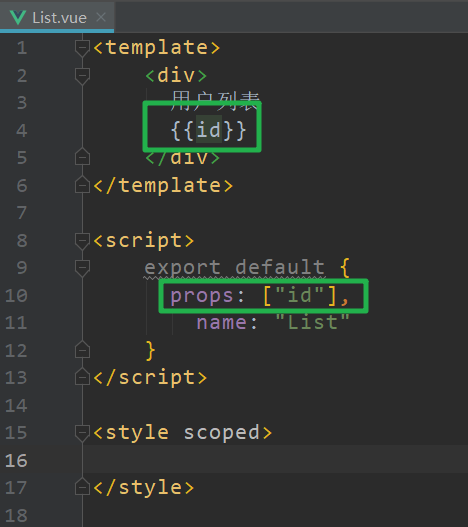 List.vue
1 <template>
2 <div>
3 用户列表
4 {{id}}
5 </div>
6 </template>
7
8 <script>
9 export default {
10 props: ["id"],
11 name: "List"
12 }
13 </script>
14
15 <style scoped>
16
17 </style>
18